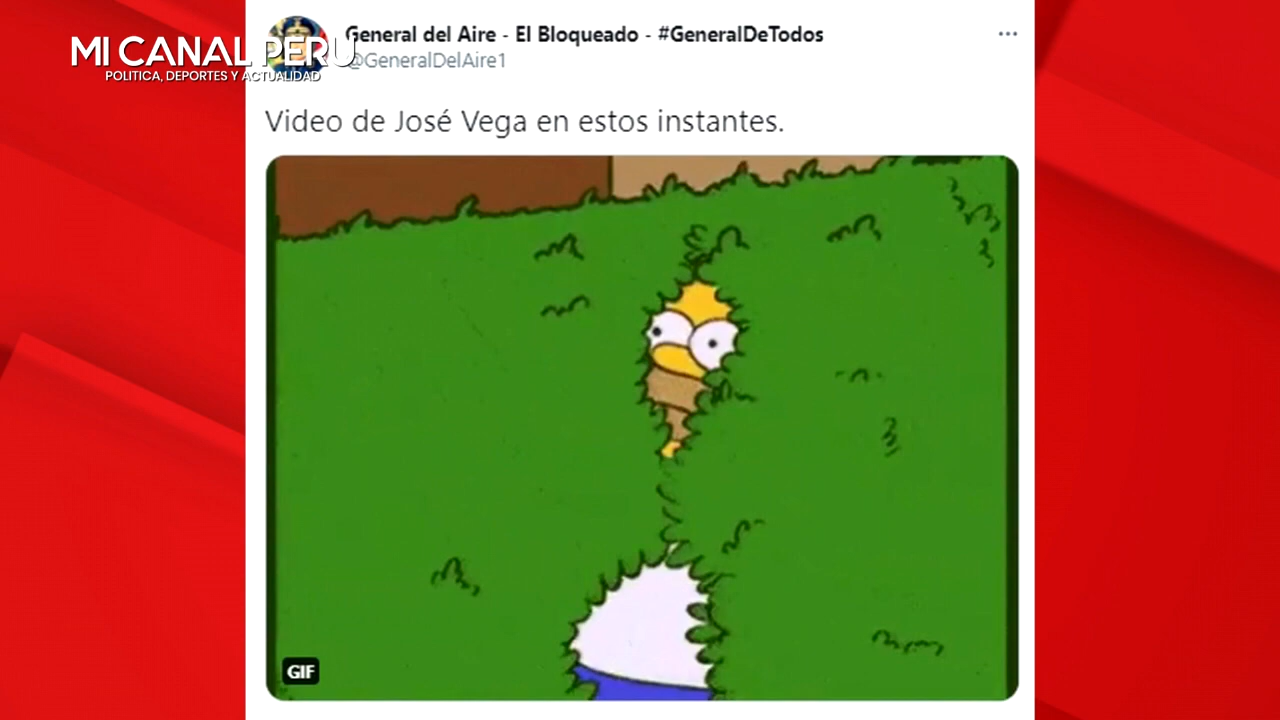 MI CANAL PERU
POLITICA, DEPORTES Y ACTUALIDAD
General del Aire - El Bloqueado - #GeneralDeTodos
@GeneralDelAire1
Video de José Vega en estos instantes.
GIF